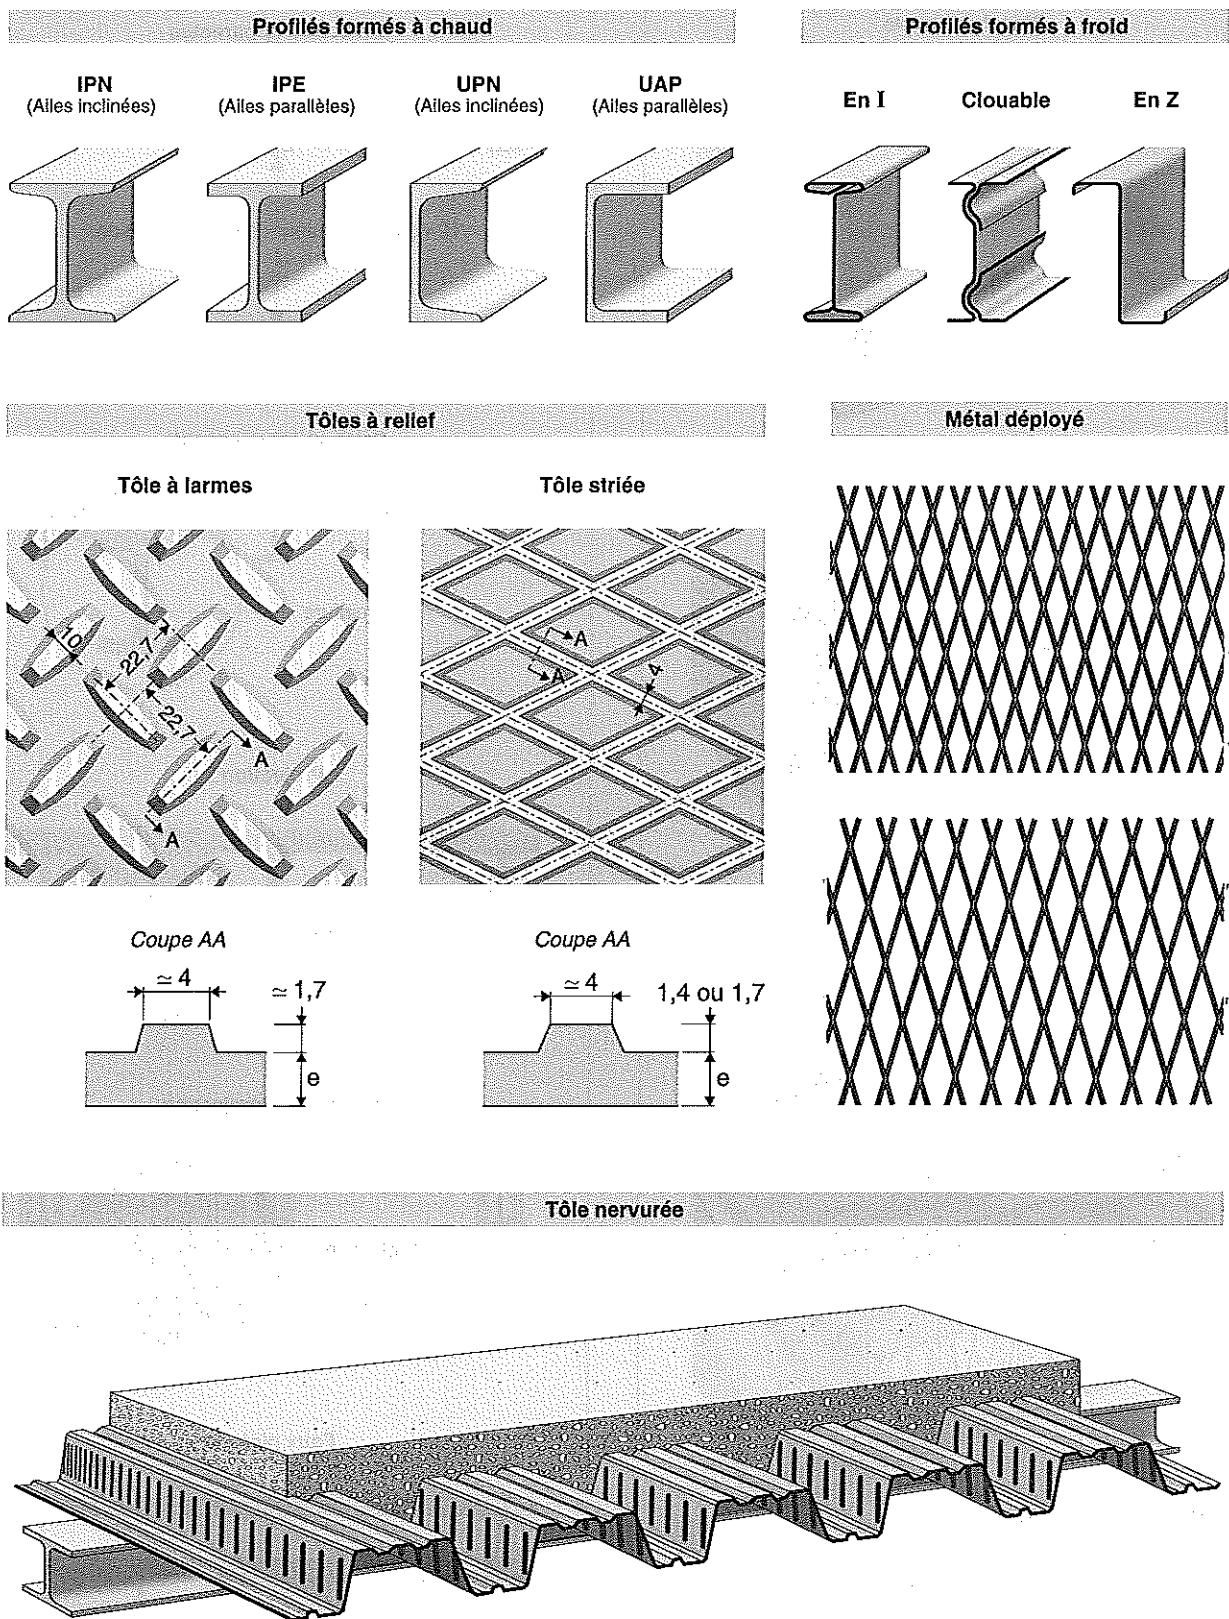 Profilés formés à chaud
Profilés formés à froid
IPN
(Ailes inclinées)
IPE
(Ailes parallèles)
UPN
(Ailes inclinées)
UAP
(Ailes parallèles)
En I
Clouable
En Z
Tôles à relief
Métal déployé
Tôle à larmes
Tôle striée
10
22,7
22,7
A
A
A
A
4
Coupe AA
≃ 4
≃ 1,7
e
Coupe AA
≃ 4
1,4 ou 1,7
e
Tôle nervurée